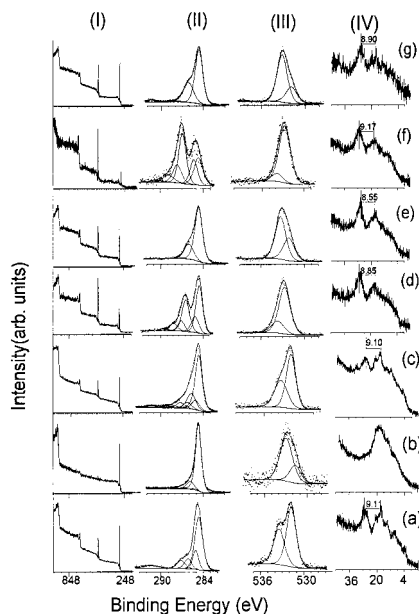 (I) (II) (III) (IV)
8.90 (g)
9.17 (f)
8.55 (e)
8.85 (d)
9.10 (c)
(b)
9.11 (a)
Intensity(arb. units)
848 248 290 284 536 530 36 20 4
Binding Energy (eV)